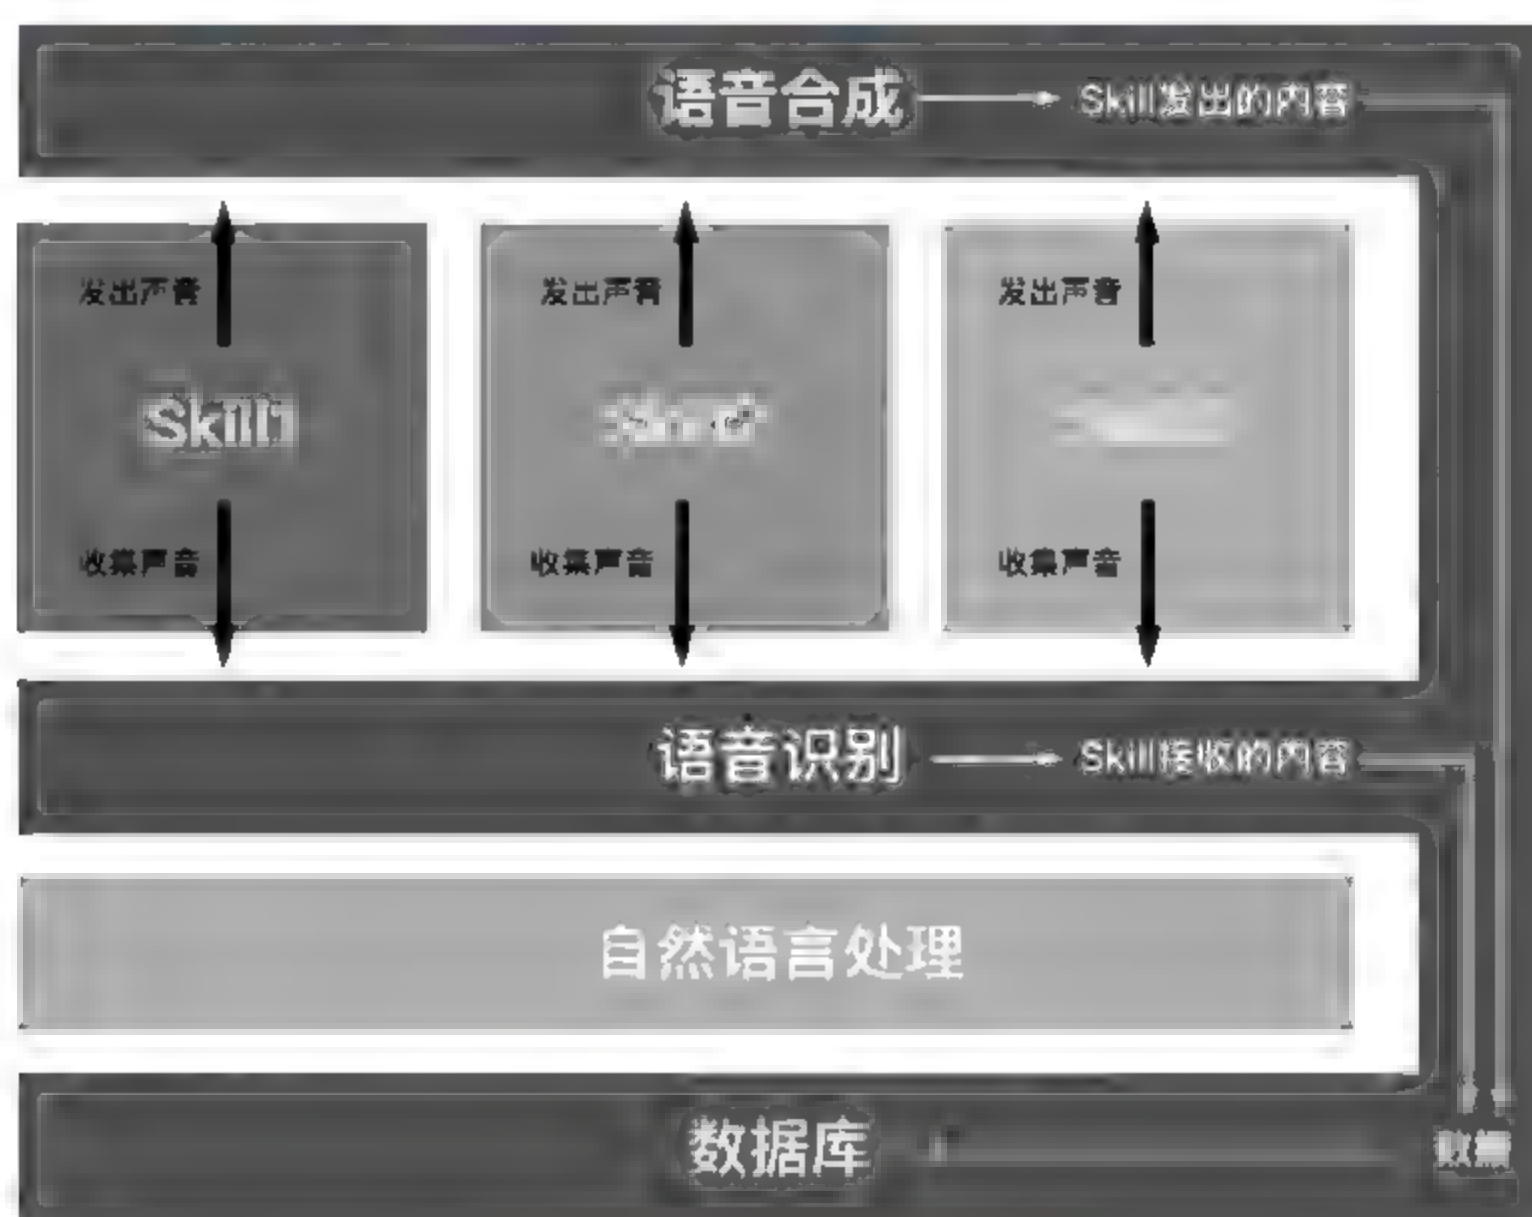 语音合成
Skill发出的内容
发出声音
发出声音
发出声音
Skill1
收集声音
收集声音
收集声音
语音识别
Skill接收的内容
自然语言处理
数据库